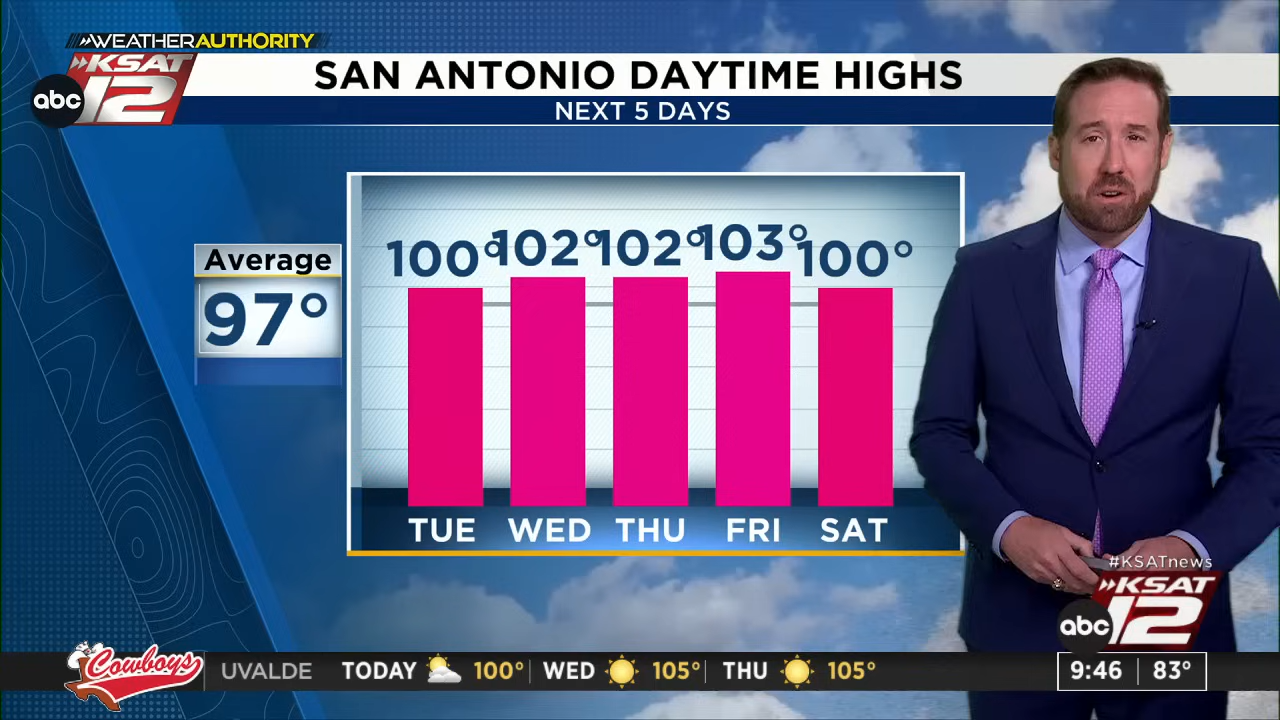 WEATHERAUTHORITY
KSAT
abc 12
SAN ANTONIO DAYTIME HIGHS
NEXT 5 DAYS
Average
97°
100° 102° 102° 103° 100°
TUE WED THU FRI SAT
#KSATnews
KSAT
abc 12
Cowboys UVALDE TODAY 100° WED 105° THU 105° 9:46 83°